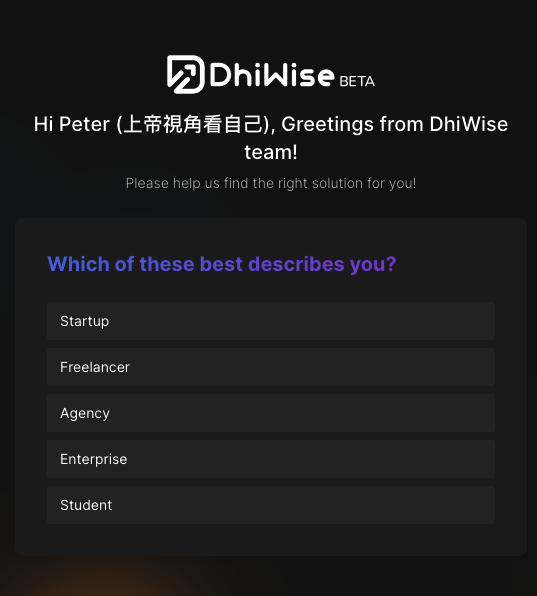 DhiWise BETA
Hi Peter (上帝視角看自己), Greetings from DhiWise
team!
Please help us find the right solution for you!
Which of these best describes you?
Startup
Freelancer
Agency
Enterprise
Student